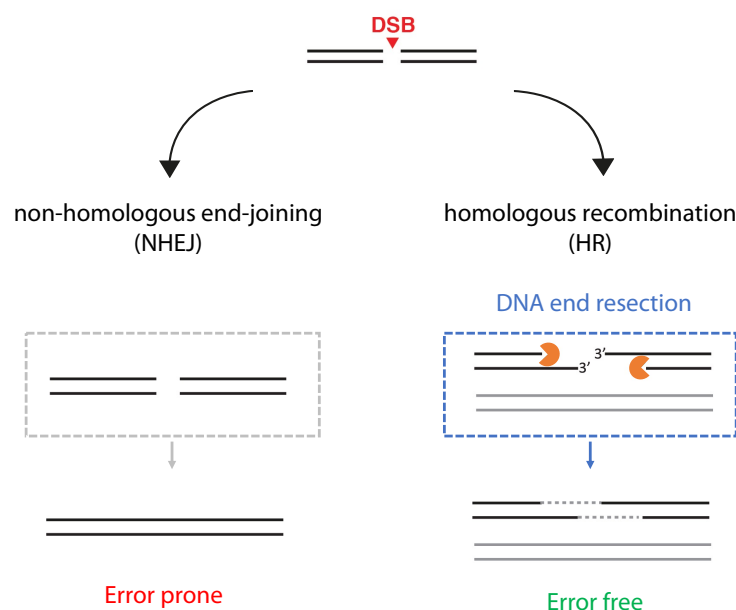 DSB
non-homologous end-joining
(NHEJ)
homologous recombination
(HR)
DNA end resection
3’
3’
Error prone
Error free